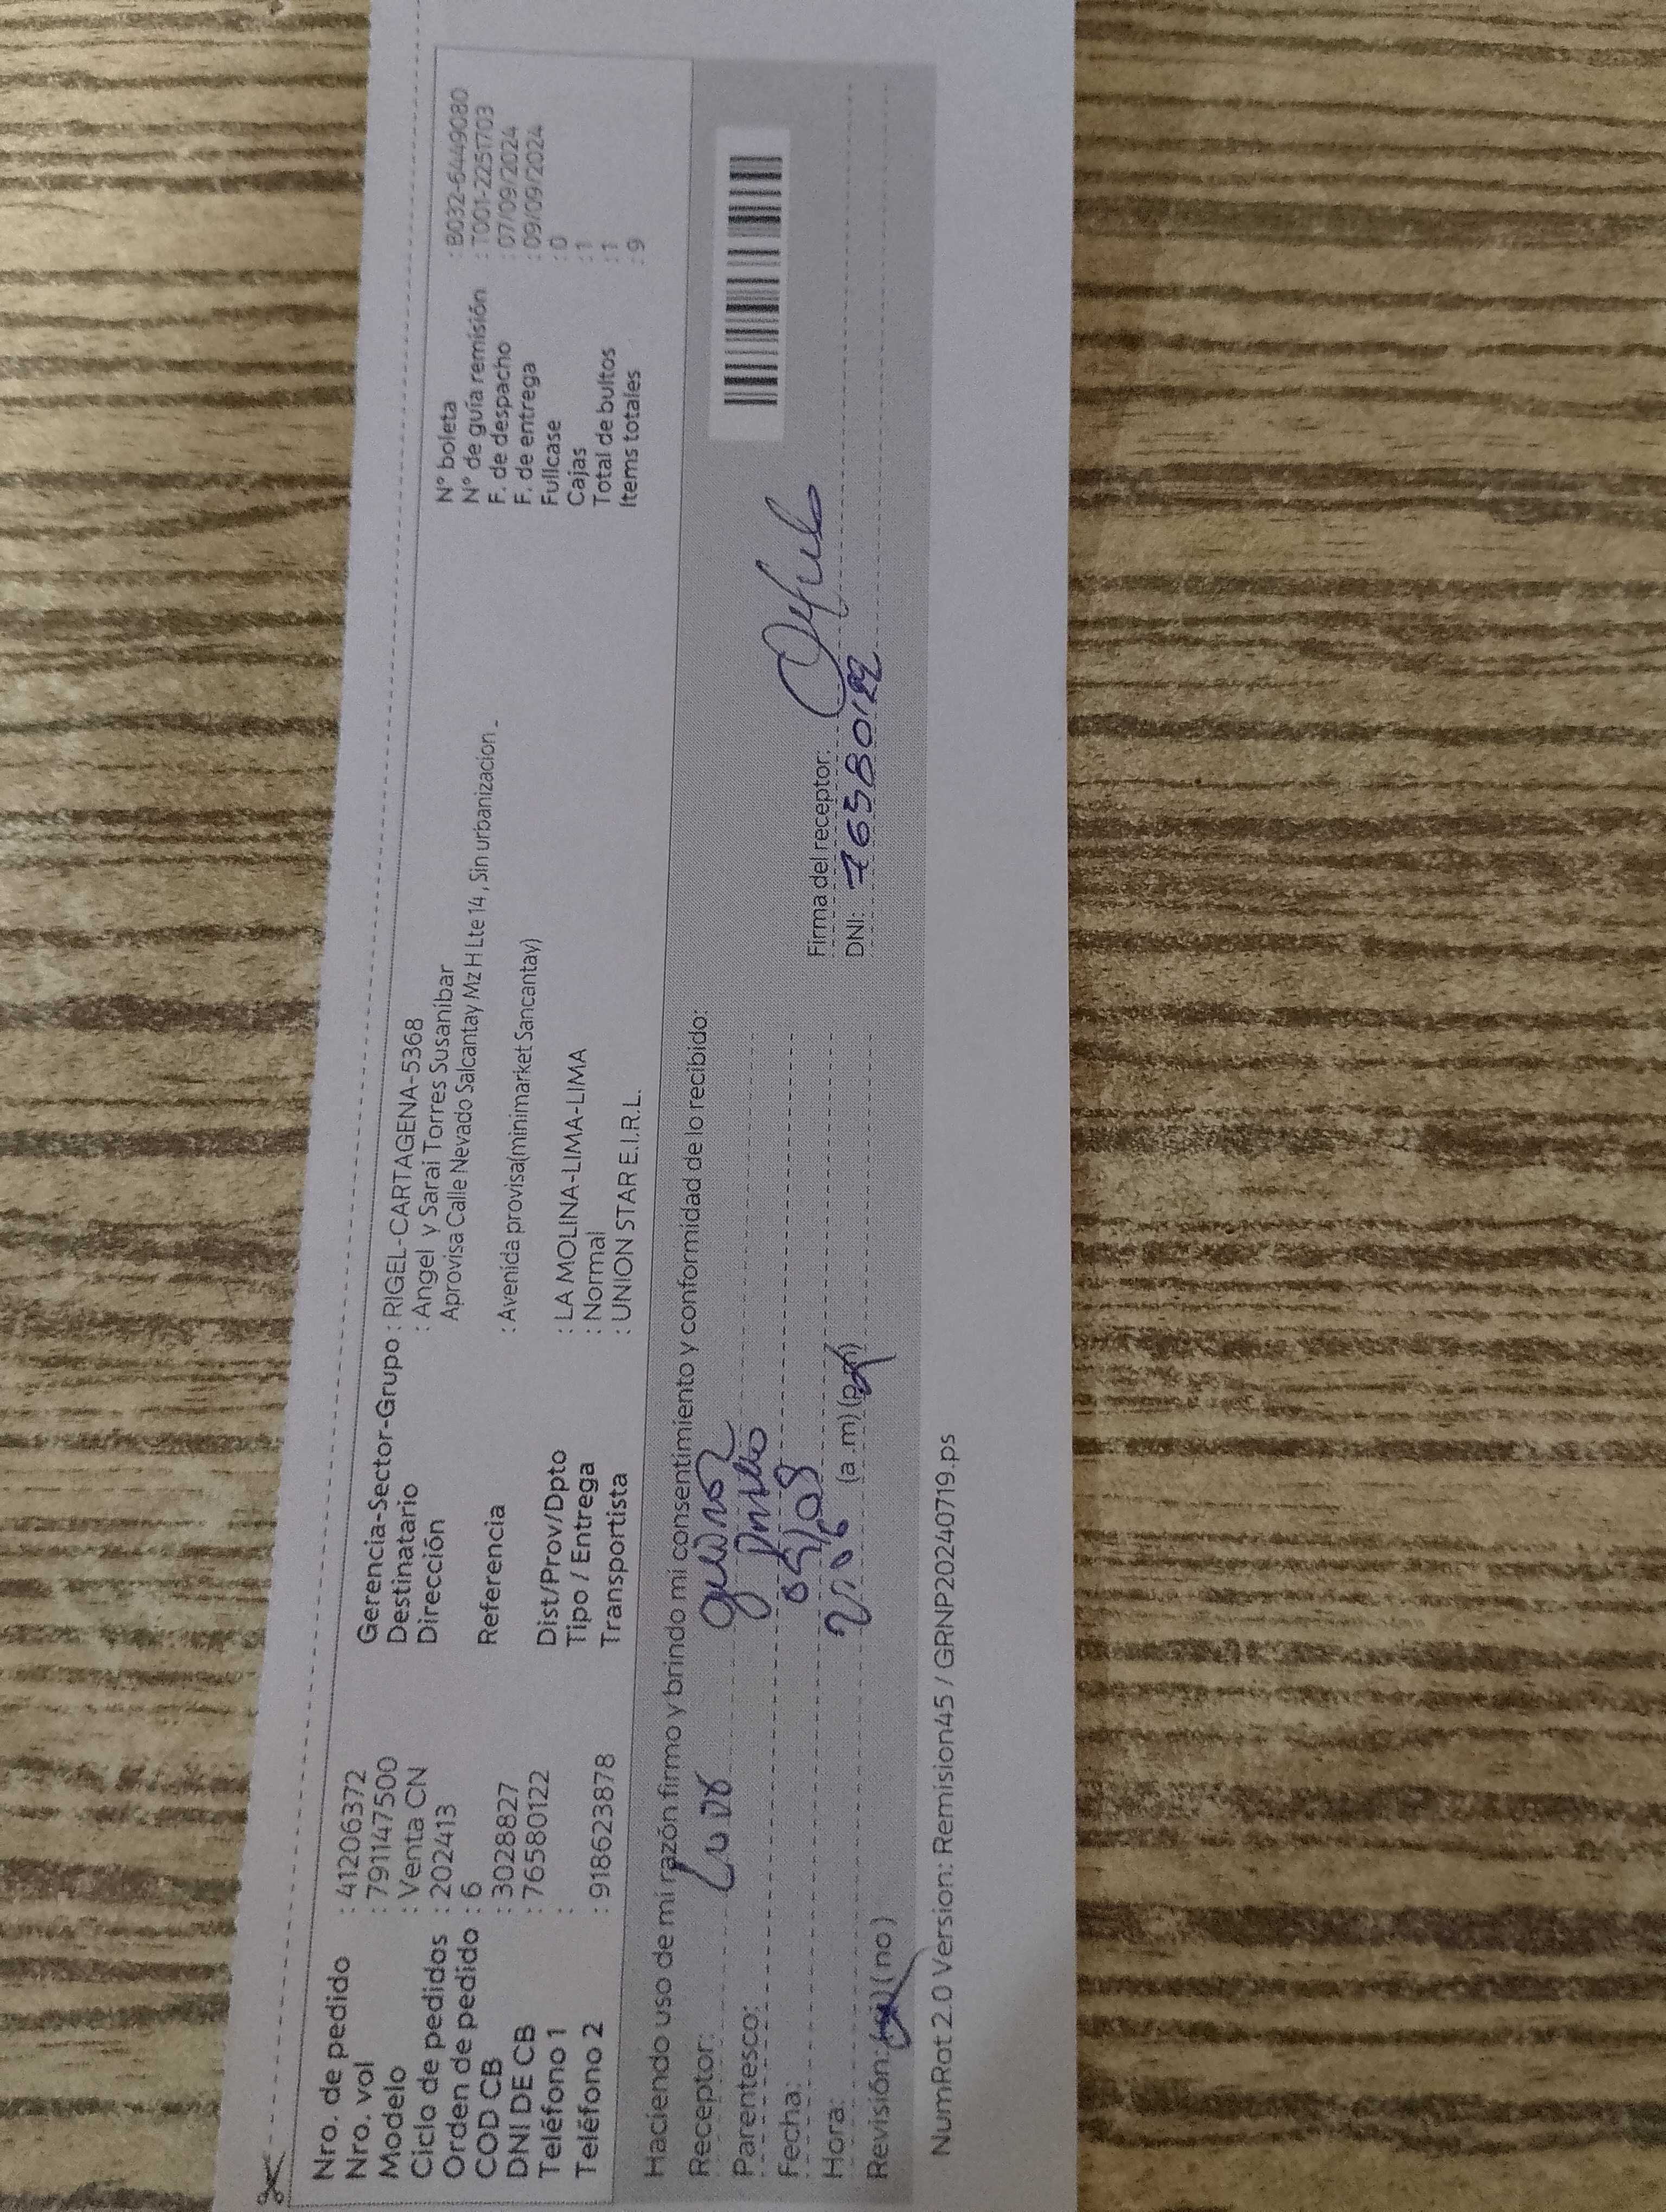 Nro. de pedido : 41206372
Nro. vol : 791147500
Modelo : Venta CN
Ciclo de pedidos : 202413
Orden de pedido : 6
COD CB : 30288827
DNI DE CB : 76580122
Teléfono 1 :
Teléfono 2 : 918623878
Gerencia-Sector-Grupo : RIGEL-CARTAGENA-5368
Destinatario : Angel y Sarai Torres Susanibar
Dirección Aprovisa Calle Nevado Salcantay Mz H Lte 14 , Sin urbanizacion -
Referencia : Avenida provisa(minimarket Sancantay)
Dist/Prov/Dpto : LA MOLINA-LIMA-LIMA
Tipo / Entrega : Normal
Transportista : UNION STAR E.I.R.L.
N° boleta : B032-64449080
N° de guía remisión : T001-2251703
F. de despacho : 07/09/2024
F. de entrega : 09/09/2024
Fullcase : 0
Cajas : 1
Total de bultos : 1
Items totales : 9
Haciendo uso de mi razón firmo y brindo mi consentimiento y conformidad de lo recibido:
Receptor:
Parentesco:
Fecha:
Hora: (a .m) (p.m)
Revisión: (si) (no)
Firma del receptor:
DNI: 76580122
NumRot 2.0 Version: Remision45 / GRNP20240719.ps